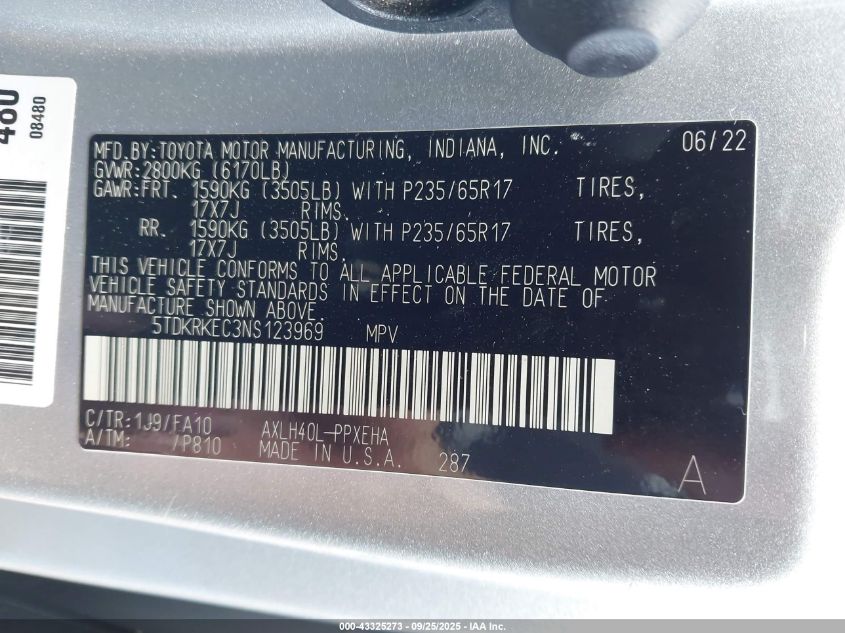 480
08480
MFD.BY:TOYOTA MOTOR MANUFACTURING, INDIANA, INC. 06/22
GVWR:2800KG (6170LB)
GAWR:FRT. 1590KG (3505LB) WITH P235/65R17 TIRES,
17X7J RIMS.
RR. 1590KG (3505LB) WITH P235/65R17 TIRES,
17X7J RIMS.
THIS VEHICLE CONFORMS TO ALL APPLICABLE FEDERAL MOTOR
VEHICLE SAFETY STANDARDS IN EFFECT ON THE DATE OF
MANUFACTURE SHOWN ABOVE.
5TDKRKEC3NS123969 MPV
C/TR:1J9/FA10 AXLH40L-PPXEHA
A/TM: /P810 MADE IN U.S.A. 287
A
000-43325273 - 09/25/2025 - IAA Inc.